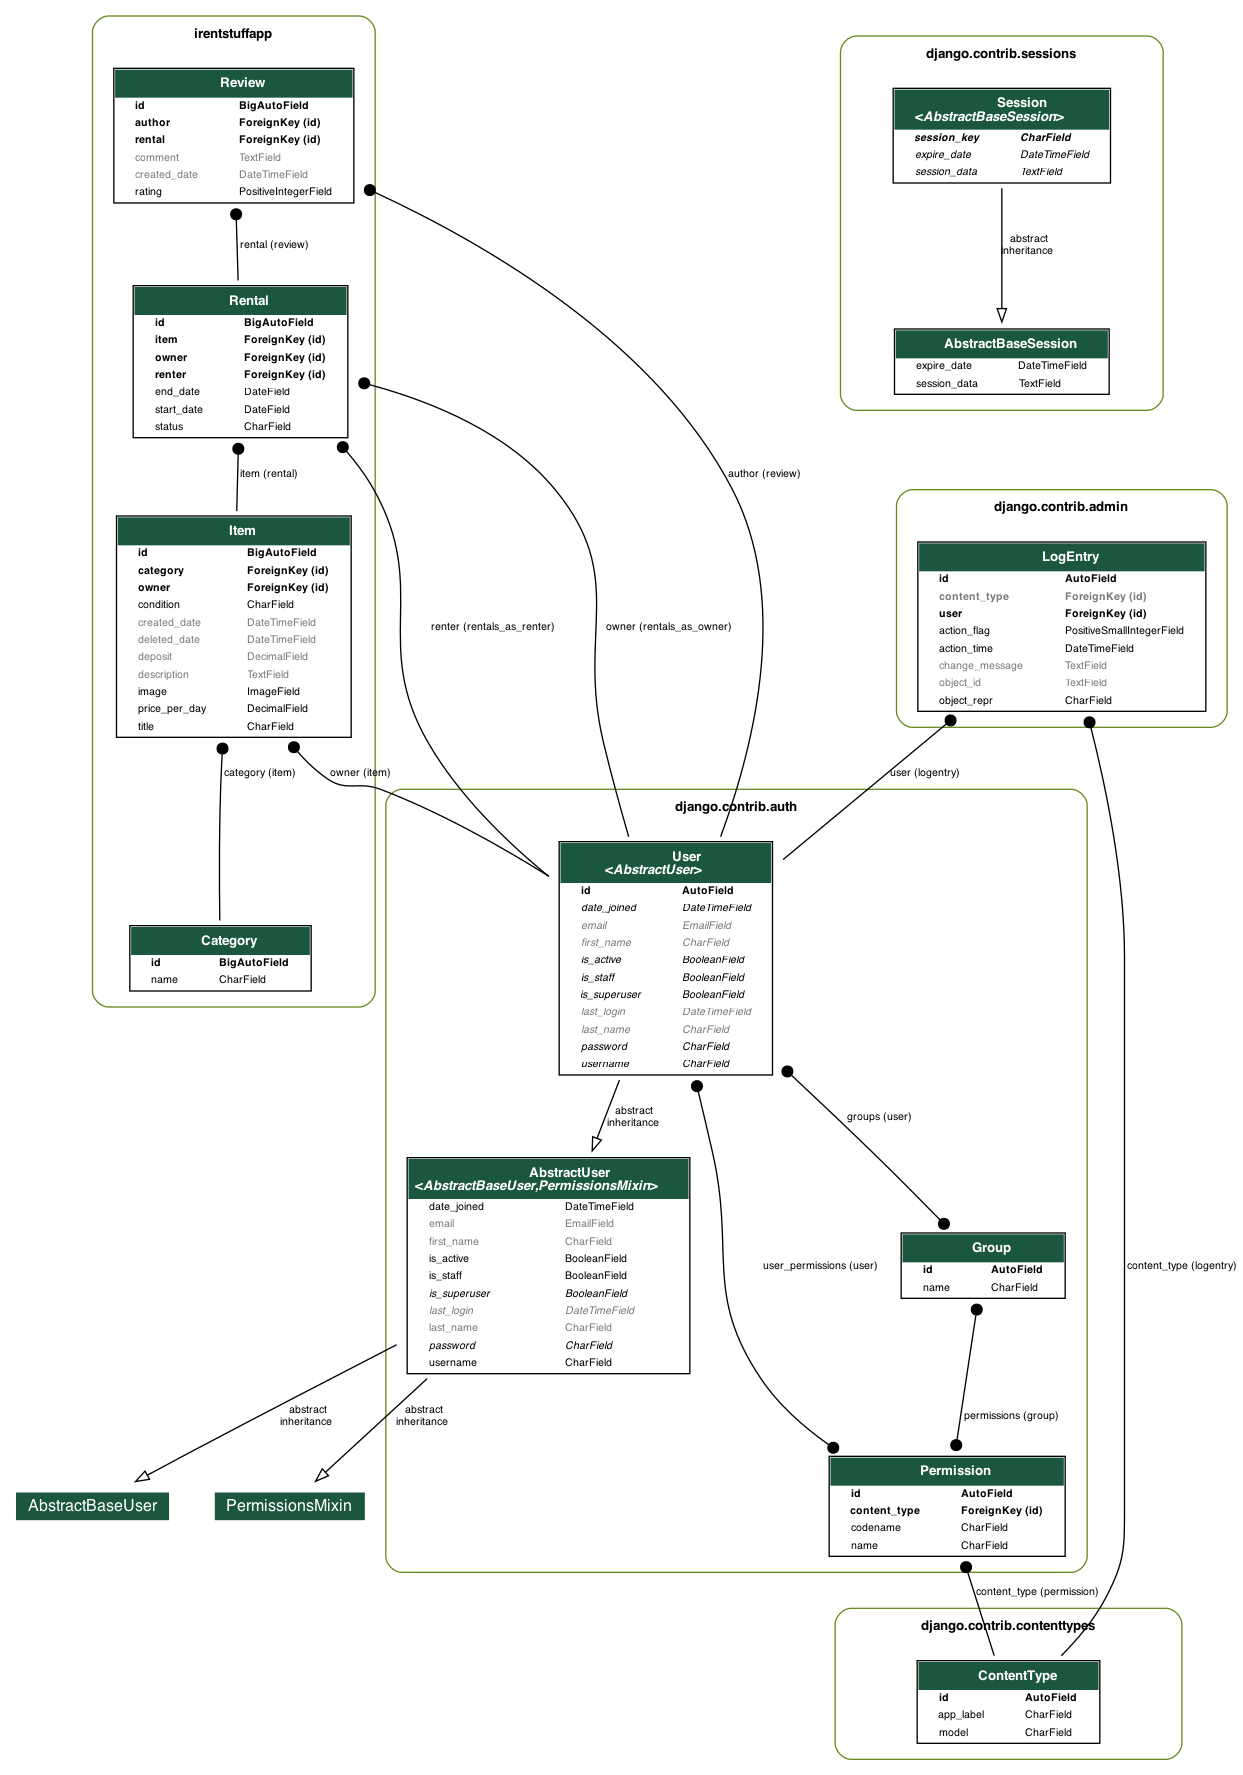 irentstuffapp
Review
id BigAutoField
author ForeignKey (id)
rental ForeignKey (id)
comment TextField
created_date DateTimeField
rating PositiveIntegerField
rental (review)
Rental
id BigAutoField
item ForeignKey (id)
owner ForeignKey (id)
renter ForeignKey (id)
end_date DateField
start_date DateField
status CharField
item (rental)
Item
id BigAutoField
category ForeignKey (id)
owner ForeignKey (id)
condition CharField
created_date DateTimeField
deleted_date DateTimeField
deposit DecimalField
description TextField
image ImageField
price_per_day DecimalField
title CharField
category (item)
owner (item)
Category
id BigAutoField
name CharField
renter (rentals_as_renter)
owner (rentals_as_owner)
author (review)
django.contrib.sessions
Session
<AbstractBaseSession>
session_key CharField
expire_date DateTimeField
session_data TextField
abstract
inheritance
AbstractBaseSession
expire_date DateTimeField
session_data TextField
django.contrib.admin
LogEntry
id AutoField
content_type ForeignKey (id)
user ForeignKey (id)
action_flag PositiveSmallIntegerField
action_time DateTimeField
change_message TextField
object_id TextField
object_repr CharField
user (logentry)
content_type (logentry)
django.contrib.auth
User
<AbstractUser>
id AutoField
date_joined DateTimeField
email EmailField
first_name CharField
is_active BooleanField
is_staff BooleanField
is_superuser BooleanField
last_login DateTimeField
last_name CharField
password CharField
username CharField
abstract
inheritance
groups (user)
user_permissions (user)
AbstractUser
<AbstractBaseUser,PermissionsMixin>
date_joined DateTimeField
email EmailField
first_name CharField
is_active BooleanField
is_staff BooleanField
is_superuser BooleanField
last_login DateTimeField
last_name CharField
password CharField
username CharField
abstract
inheritance
abstract
inheritance
AbstractBaseUser
PermissionsMixin
Group
id AutoField
name CharField
permissions (group)
Permission
id AutoField
content_type ForeignKey (id)
codename CharField
name CharField
content_type (permission)
django.contrib.contenttypes
ContentType
id AutoField
app_label CharField
model CharField